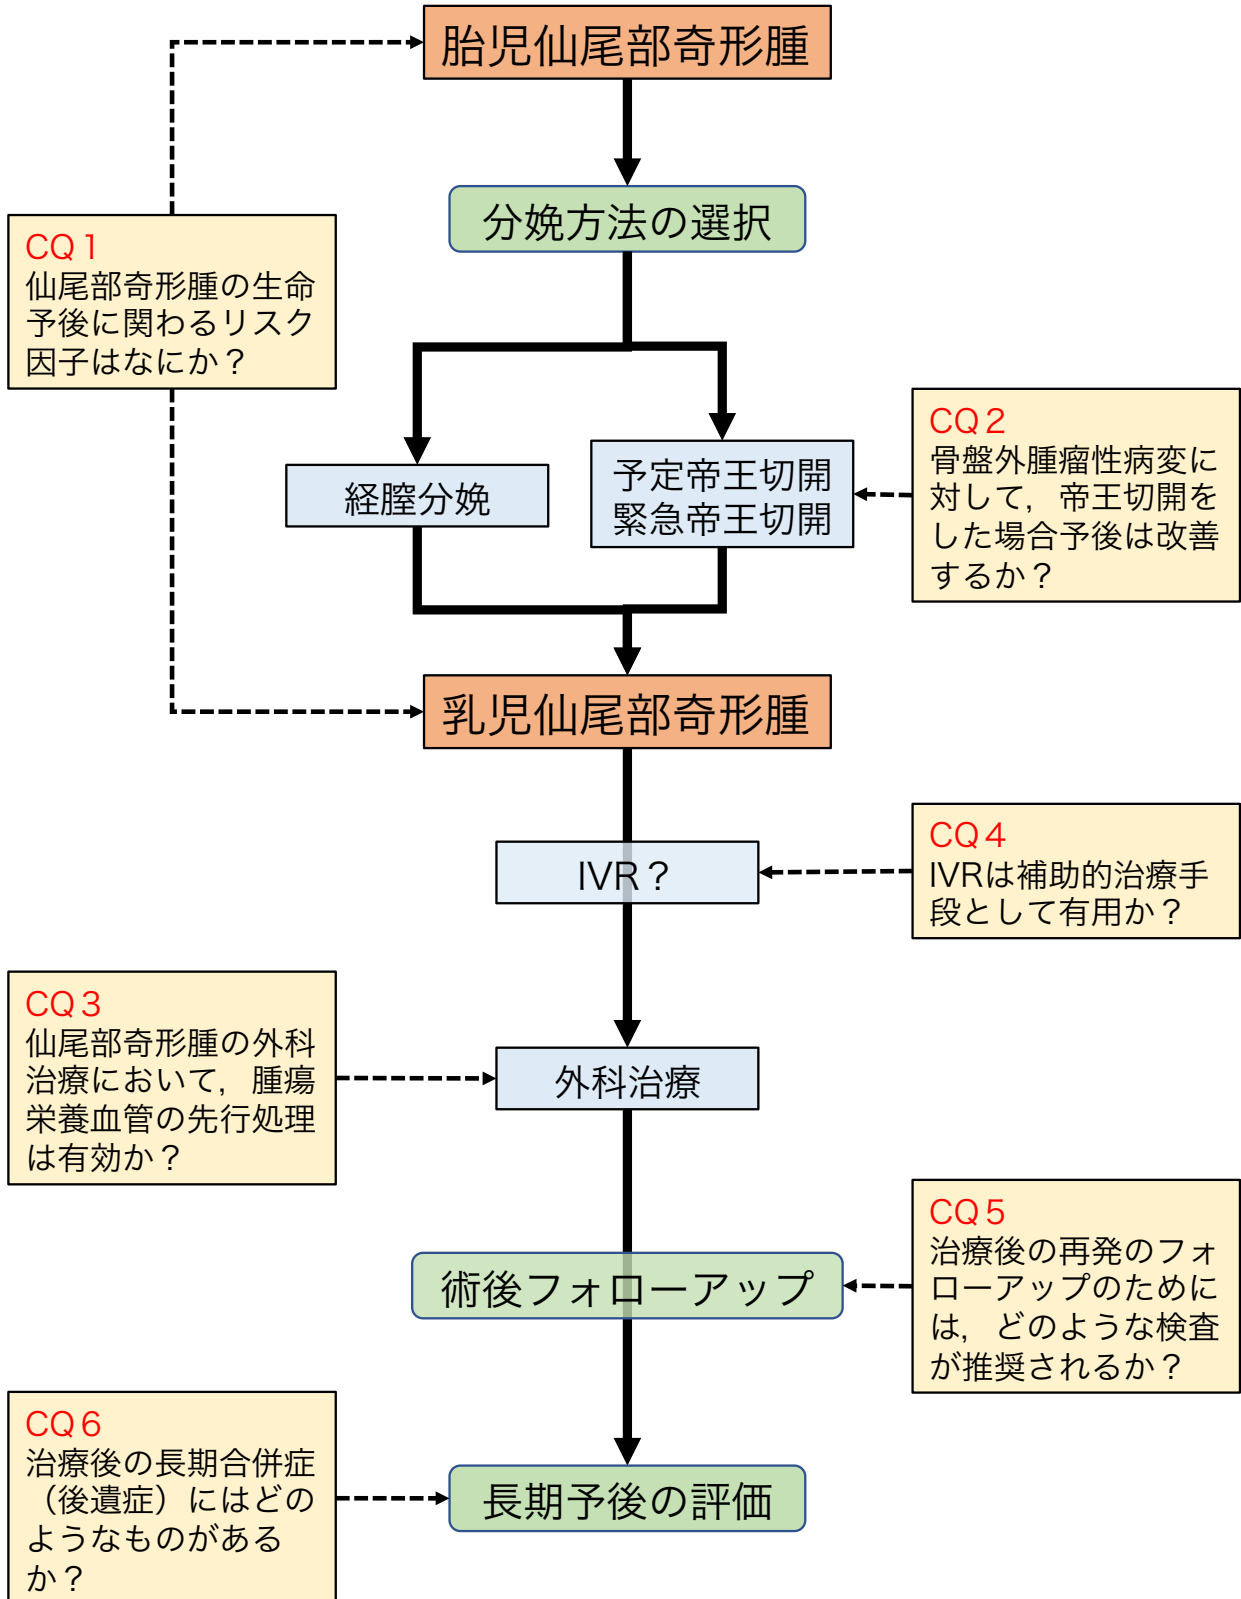 胎児仙尾部奇形腫
分娩方法の選択
CQ１
仙尾部奇形腫の生命
予後に関わるリスク
因子はなにか？
経膣分娩
予定帝王切開
緊急帝王切開
CQ２
骨盤外腫瘤性病変に
対して，帝王切開を
した場合予後は改善
するか？
乳児仙尾部奇形腫
IVR？
CQ４
IVRは補助的治療手
段として有用か？
CQ３
仙尾部奇形腫の外科
治療において，腫瘍
栄養血管の先行処理
は有効か？
外科治療
CQ５
治療後の再発のフォ
ローアップのために
は，どのような検査
が推奨されるか？
術後フォローアップ
CQ６
治療後の長期合併症
（後遺症）にはどの
ようなものがある
か？
長期予後の評価